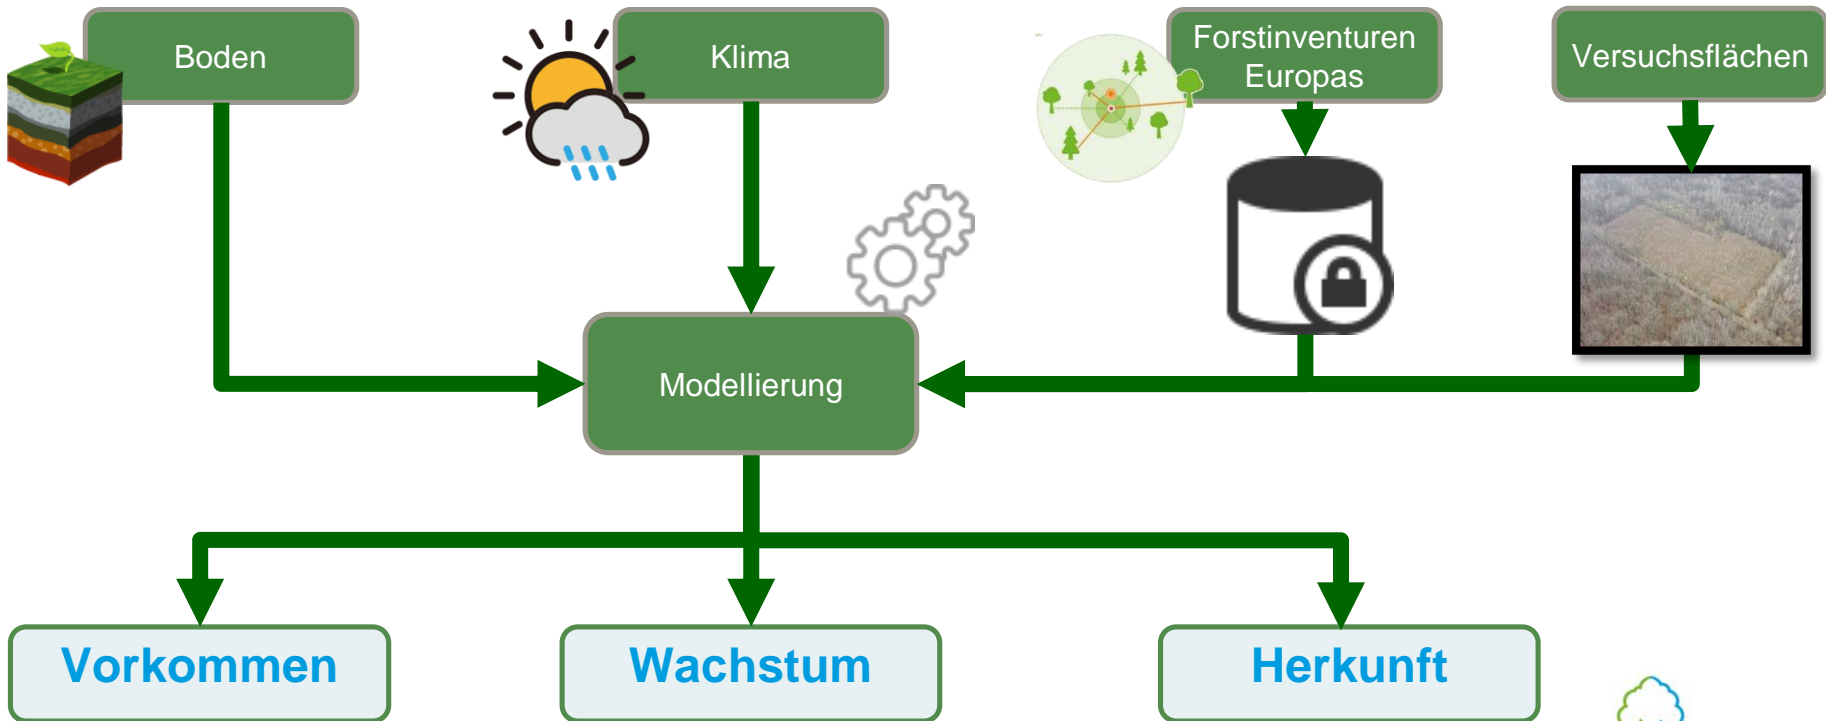 Boden
Klima
Forstinventuren
Europas
Versuchsflächen
Modellierung
Vorkommen
Wachstum
Herkunft